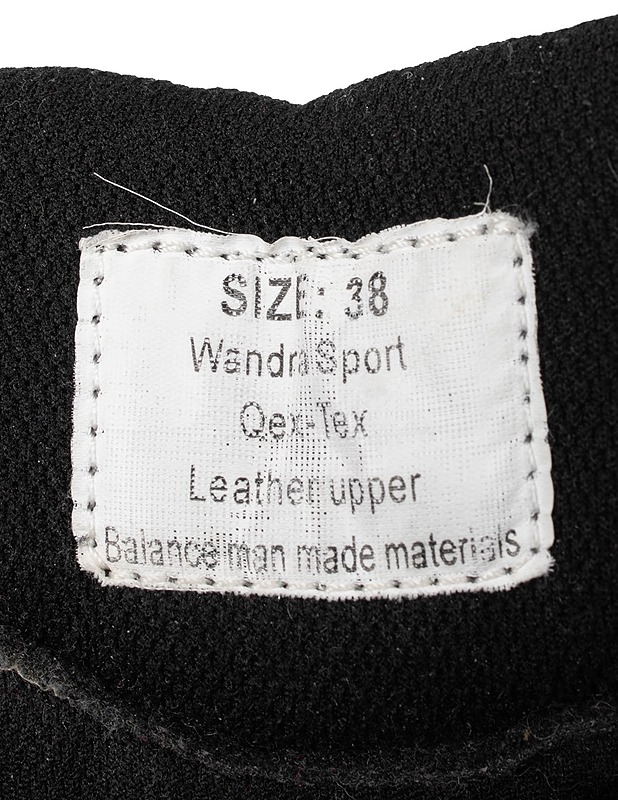 SIZE: 38
Wandra Sport
Qex-Tex
Leather upper
Balance man made materials